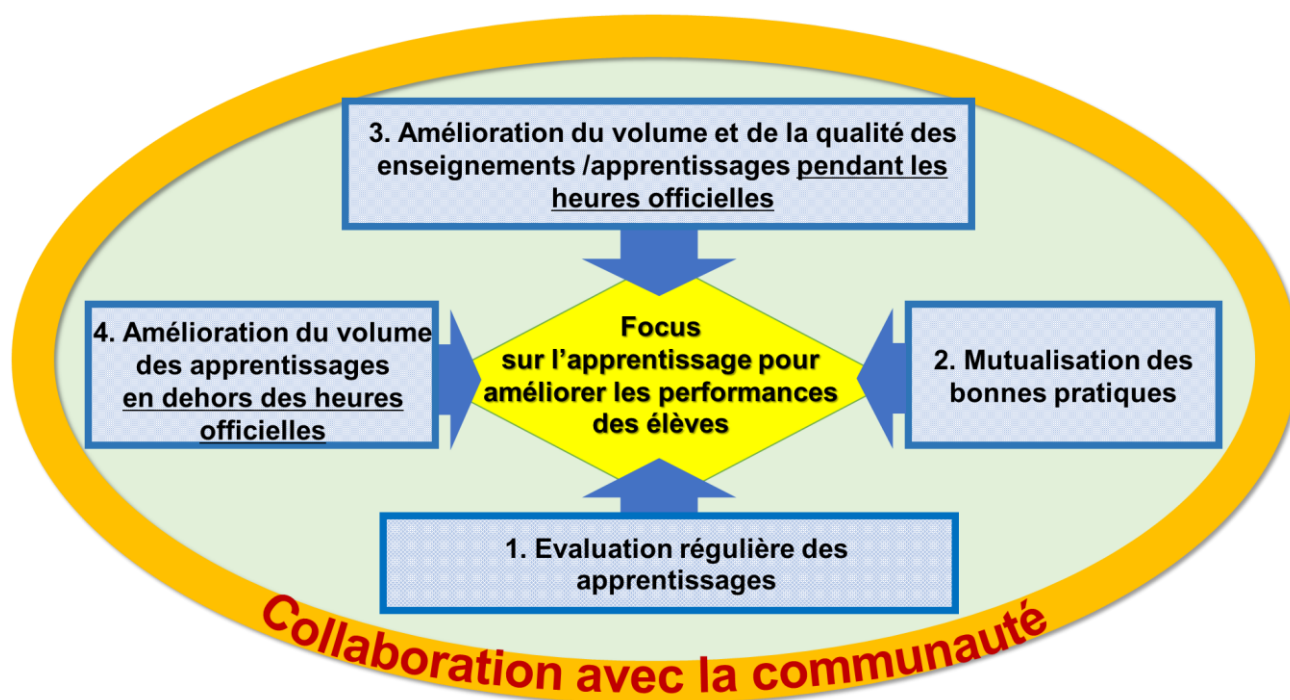 3. Amélioration du volume et de la qualité des
enseignements /apprentissages pendant les
heures officielles
4. Amélioration du volume
des apprentissages
en dehors des heures
officielles
Focus
sur l’apprentissage pour
améliorer les performances
des élèves
2. Mutualisation des
bonnes pratiques
1. Evaluation régulière des
apprentissages
Collaboration avec la communauté